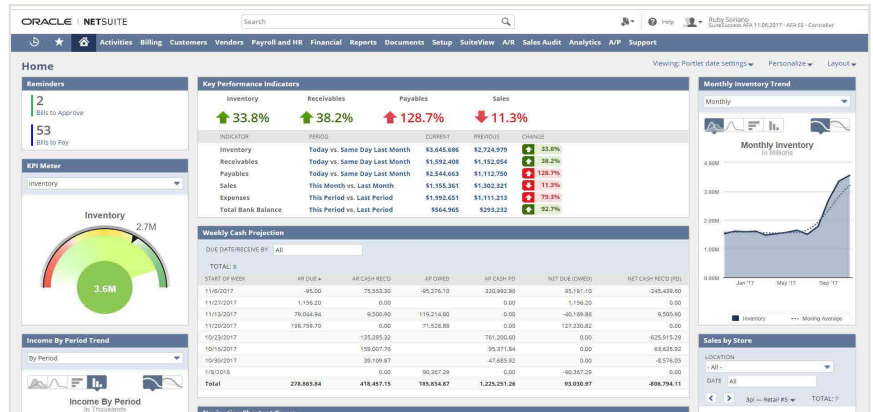 ORACLE | NETSUITE
Search
Help
Ruby Soriano
SuiteSuccess AFA 11.06.2017 - AFA SS - Controller
Activities Billing Customers Vendors Payroll and HR Financial Reports Documents Setup SuiteView A/R Sales Audit Analytics A/P Support
Home
Viewing: Portlet date settings Personalize Layout
Reminders
2
Bills to Approve
53
Bills to Pay
KPI Meter
Inventory
Inventory
2.7M
3.6M
Income By Period Trend
By Period
Income By Period
In Thousands
Key Performance Indicators
Inventory Receivables Payables Sales
33.8% 38.2% 128.7% 11.3%
INDICATOR PERIOD CURRENT PREVIOUS CHANGE
Inventory Today vs. Same Day Last Month $3,645,686 $2,724,979 33.8%
Receivables Today vs. Same Day Last Month $1,592,408 $1,152,054 38.2%
Payables Today vs. Same Day Last Month $2,544,663 $1,112,750 128.7%
Sales This Month vs. Last Month $1,155,361 $1,302,321 11.3%
Expenses This Period vs. Last Period $1,992,651 $1,111,213 79.3%
Total Bank Balance This Period vs. Last Period $564,965 $293,232 92.7%
Weekly Cash Projection
DUE DATE/RECEIVE BY All
TOTAL: 8
START OF WEEK AR DUE AR CASH REC'D AP OWED AP CASH PD NET DUE (OWED) NET CASH REC'D (PD)
11/6/2017 -95.00 75,553.30 -95,276.10 320,992.90 95,181.10 -245,439.60
11/27/2017 1,156.20 0.00 0.00 1,156.20 0.00
11/13/2017 79,044.94 9,500.90 119,214.80 0.00 -40,169.86 9,500.90
11/20/2017 198,759.70 0.00 71,528.88 0.00 127,230.82 0.00
10/23/2017 135,285.32 761,200.60 0.00 -625,915.28
10/16/2017 159,007.76 95,371.84 0.00 63,635.92
10/30/2017 39,109.87 47,685.92 0.00 -8,576.05
1/8/2018 0.00 90,367.29 0.00 -90,367.29 0.00
Total 278,865.84 418,457.15 185,834.87 1,225,251.26 93,030.97 -806,794.11
Monthly Inventory Trend
Monthly
Monthly Inventory
In Millions
4.00M
3.00M
2.00M
1.00M
0.00M
Jan '17 May '17 Sep '17
Inventory Moving Average
Sales by Store
LOCATION
- All -
DATE All
3pl — Retail #5 TOTAL: 7